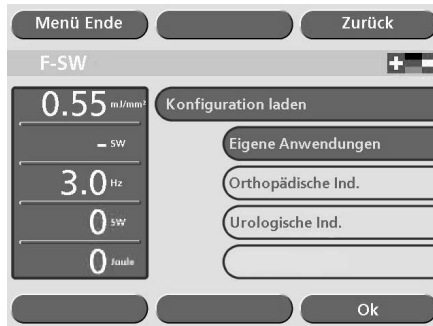 Menü Ende
Zurück
F-SW
0.55 mJ/mm²
Konfiguration laden
- SW
Eigene Anwendungen
3.0 Hz
Orthopädische Ind.
0 SW
Urologische Ind.
0 Joule
Ok